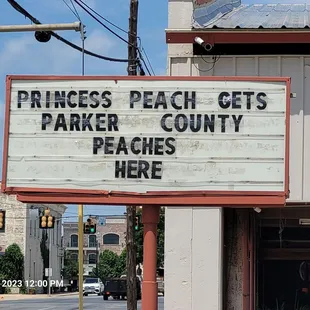 PRINCESS PEACH GETS
PARKER COUNTY
PEACHES
HERE
2023 12:00 PM